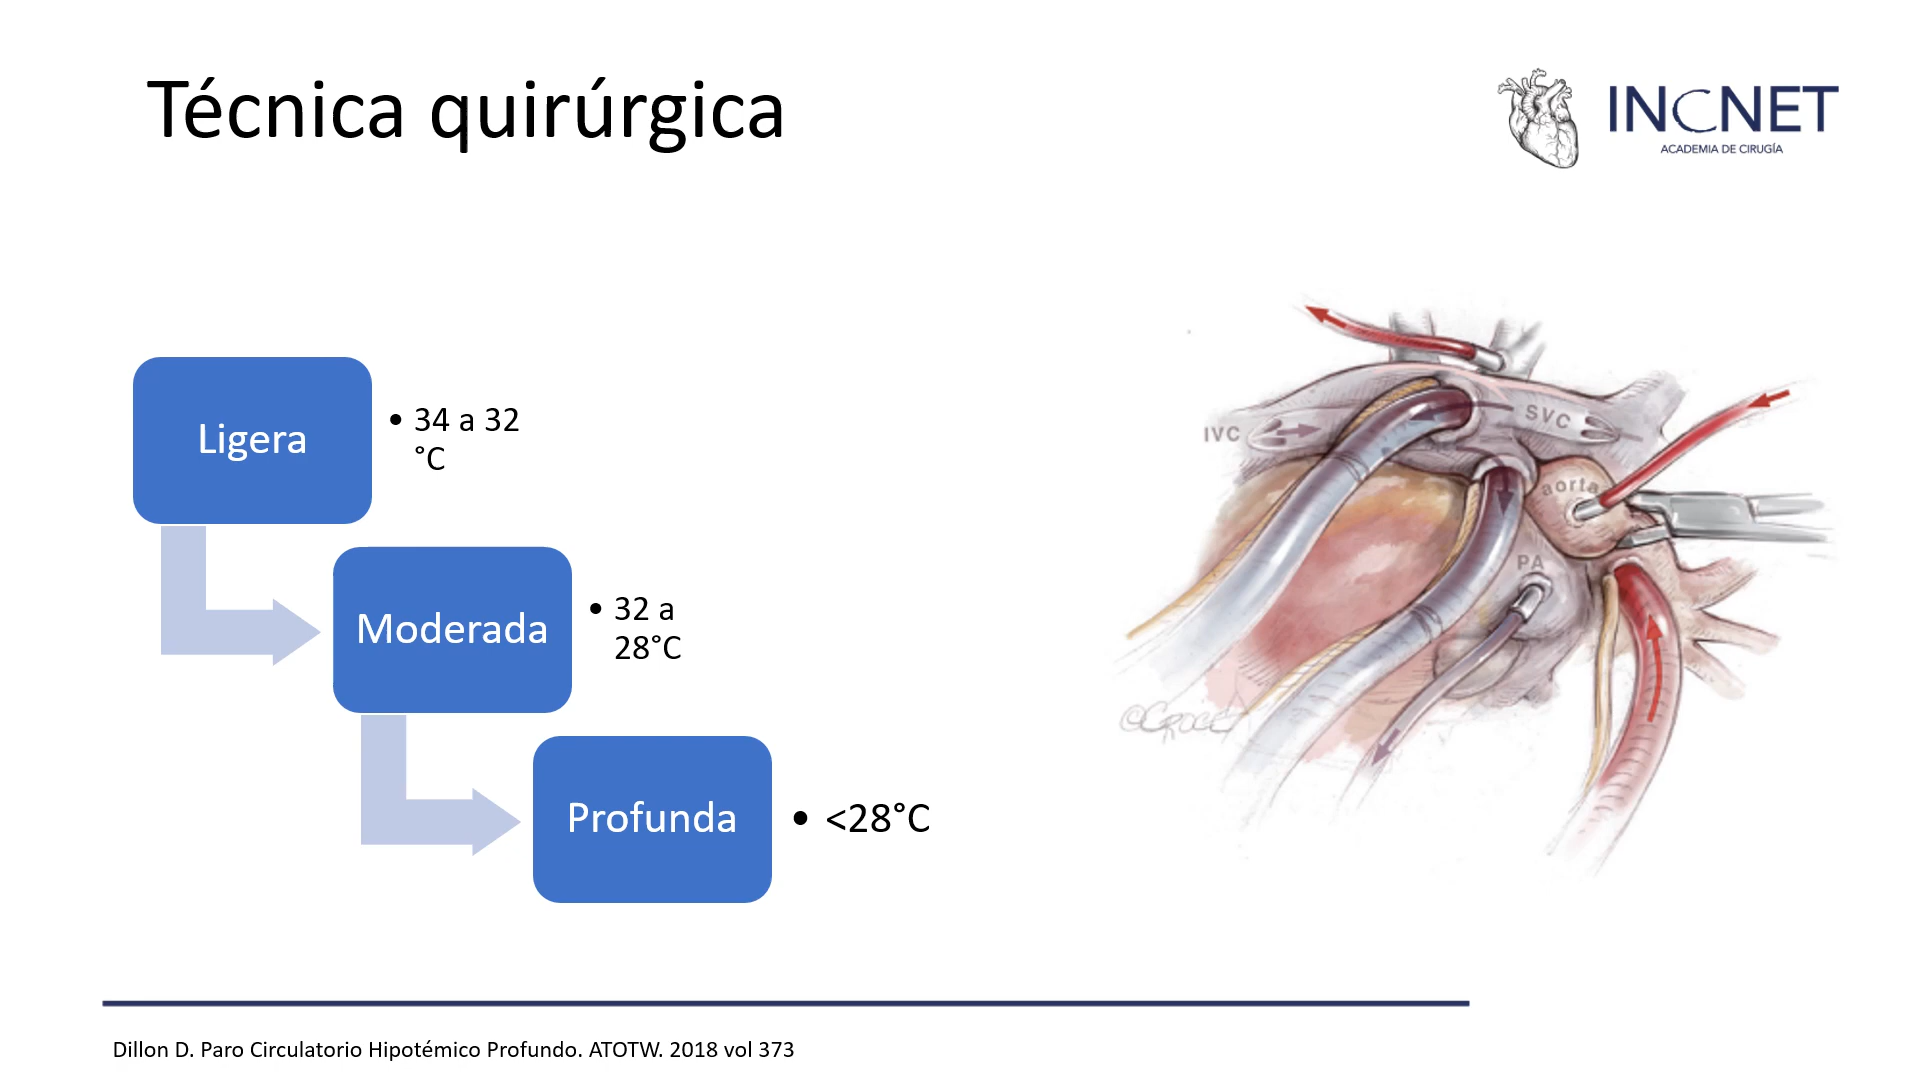 Técnica quirúrgica
INCNET
ACADEMIA DE CIRUGÍA
Ligera
• 34 a 32
°C
Moderada
• 32 a
28°C
Profunda
• <28°C
IVC
SVC
aorta
PA
Dillon D. Paro Circulatorio Hipotémico Profundo. ATOTW. 2018 vol 373